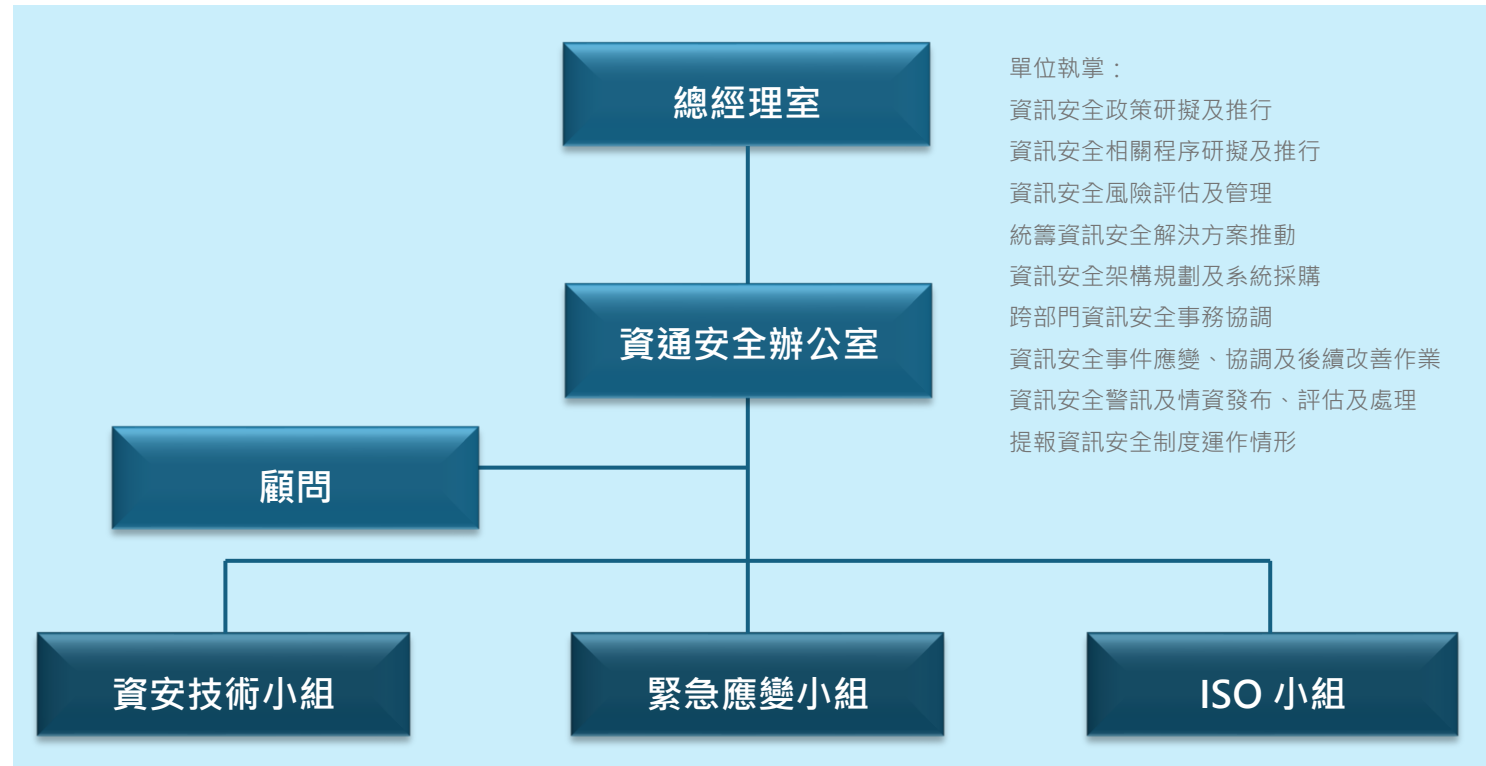 總經理室
單位執掌：
資訊安全政策研擬及推行
資訊安全相關程序研擬及推行
資訊安全風險評估及管理
統籌資訊安全解決方案推動
資訊安全架構規劃及系統採購
跨部門資訊安全事務協調
資訊安全事件應變、協調及後續改善作業
資訊安全警訊及情資發布、評估及處理
提報資訊安全制度運作情形
資通安全辦公室
顧問
資安技術小組
緊急應變小組
ISO 小組